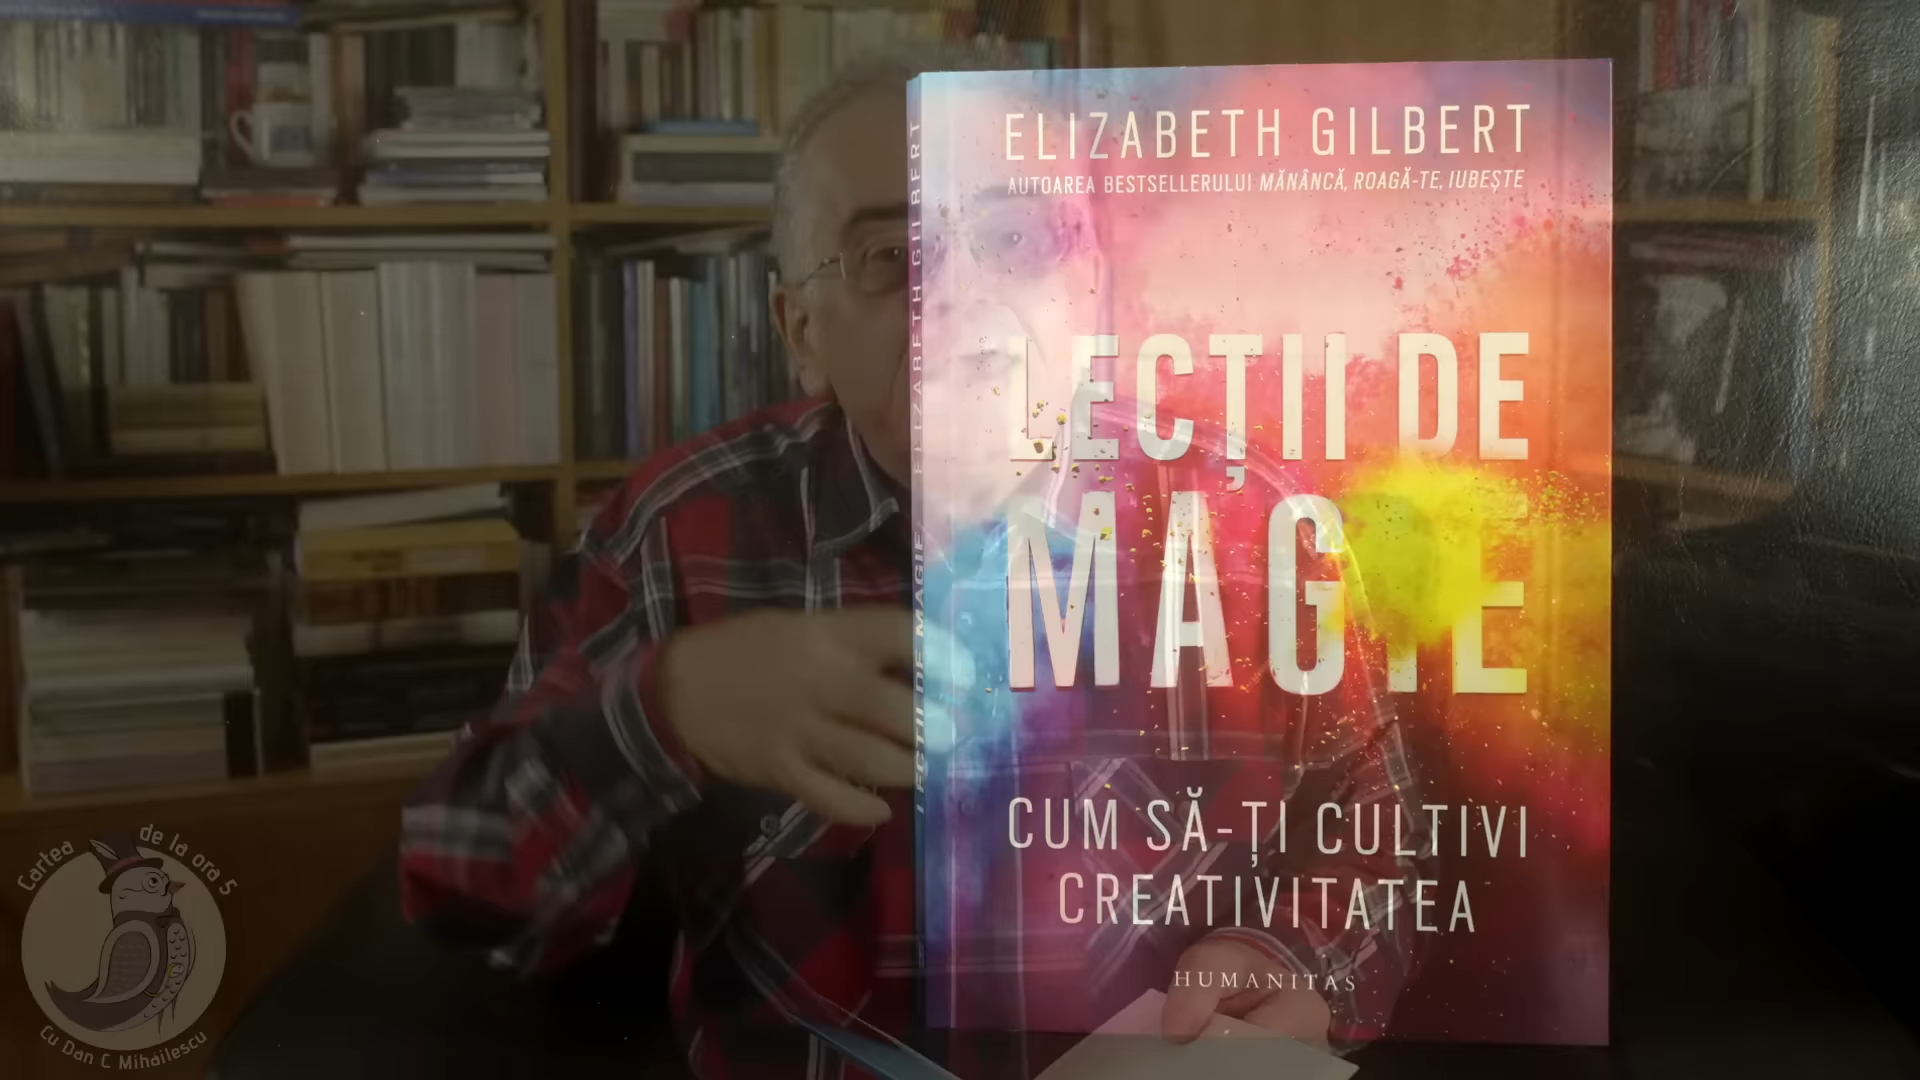 ELIZABETH GILBERT
AUTOAREA BESTSELLERULUI MĂNÂNCĂ, ROAGĂ-TE, IUBEȘTE
LECȚII DE
MAGIE
CUM SĂ-ȚI CULTIVI
CREATIVITATEA
HUMANITAS
LECȚII DE MAGIE ELIZABETH GILBERT
Cartea de la ora 5
Cu Dan C Mihăilescu